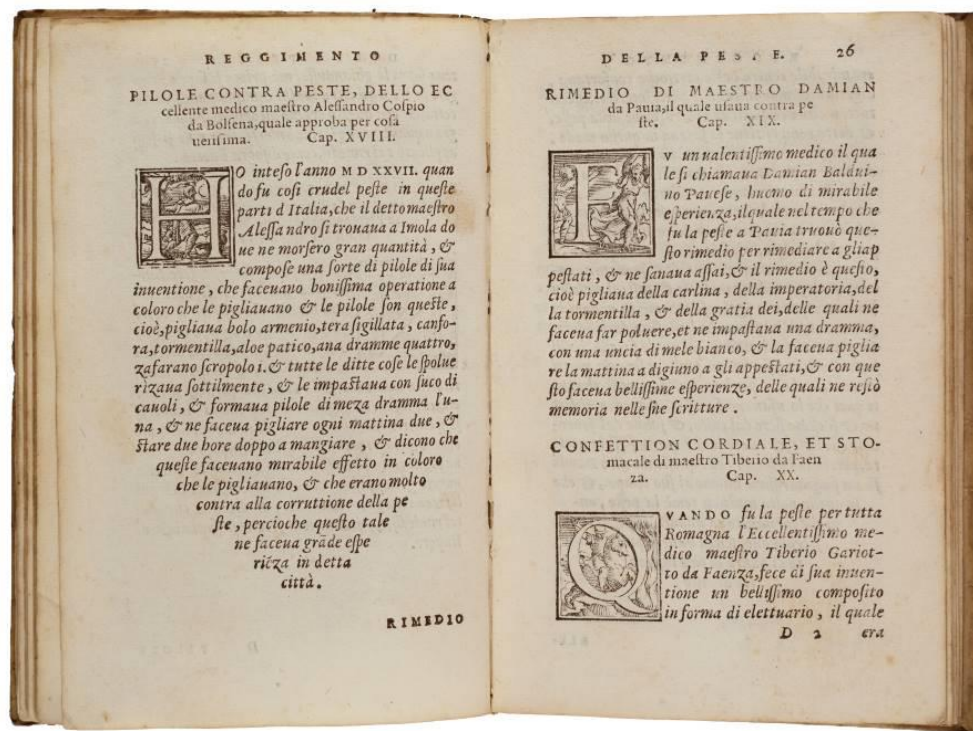 REGGIMENTO
PILOLE CONTRA PESTE, DELLO EC
cellente medico maeſtro Aleſſandro Coſpio
da Bolſena, quale approba per coſa
ueriſima. Cap. XVIII.
HO inteſo l'anno M D XXVII. quan
do fu coſi crudel peſte in queſte
parti d Italia, che il detto maeſtro
Aleſſa ndro ſi trouaua a Imola do
ue ne morſero gran quantità, &
compoſe una ſorte di pilole di ſua
inuentione, che faceuano boniſſima operatione a
coloro che le pigliauano & le pilole ſon queſte,
cioè, pigliaua bolo armenio, tera ſigillata, canfo-
ra, tormentilla, aloe patico, ana dramme quattro,
zafarano ſcropolo 1. & tutte le ditte coſe le ſpolue
rizaua ſottilmente, & le impaſtaua con ſuco di
cauoli, & formaua pilole di meza dramma l'u-
na, & ne faceua pigliare ogni mattina due, &
ſtare due hore doppo a mangiare, & dicono che
queſte faceuano mirabile effetto in coloro
che le pigliauano, & che erano molto
contra alla corruttione della pe
ſte, percioche queſto tale
ne faceua grãde eſpe
riẽza in detta
città.
RIMEDIO
DELLA PESTE. 26
RIMEDIO DI MAESTRO DAMIAN
da Pauia, il quale uſaua contra pe
ſte. Cap. XIX.
FV un ualentiſſimo medico il qua
le ſi chiamaua Damian Baldui-
no Paueſe, huomo di mirabile
eſperienza, il quale nel tempo che
fu la peſte a Pauia truouò que-
ſto rimedio per rimediare a gli ap
peſtati, & ne ſanaua aſſai, & il rimedio è queſto,
cioè pigliaua della carlina, della imperatoria, del
la tormentilla, & della gratia dei, delle quali ne
faceua far poluere, et ne impaſtaua una dramma,
con una uncia di mele bianco, & la faceua piglia
re la mattina a digiuno a gli appeſtati, & con que
ſto faceua belliſſime eſperienze, delle quali ne reſtò
memoria nelle ſue ſcritture.
CONFETTION CORDIALE, ET STO-
macale di maeſtro Tiberio da Faen
za. Cap. XX.
QVANDO fu la peſte per tutta
Romagna l'Eccellentiſſimo me-
dico maeſtro Tiberio Gariot-
to da Faenza, fece di ſua inuen-
tione un belliſſimo compoſito
in forma di elettuario, il quale
D 2 era